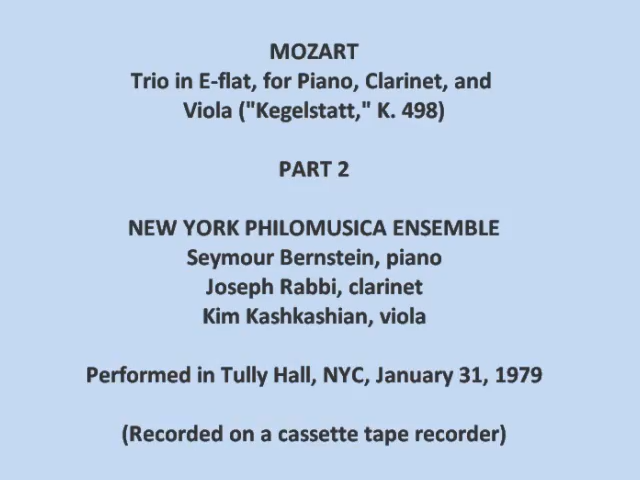 MOZART
Trio in E-flat, for Piano, Clarinet, and
Viola ("Kegelstatt," K. 498)
PART 2
NEW YORK PHILOMUSICA ENSEMBLE
Seymour Bernstein, piano
Joseph Rabbi, clarinet
Kim Kashkashian, viola
Performed in Tully Hall, NYC, January 31, 1979
(Recorded on a cassette tape recorder)